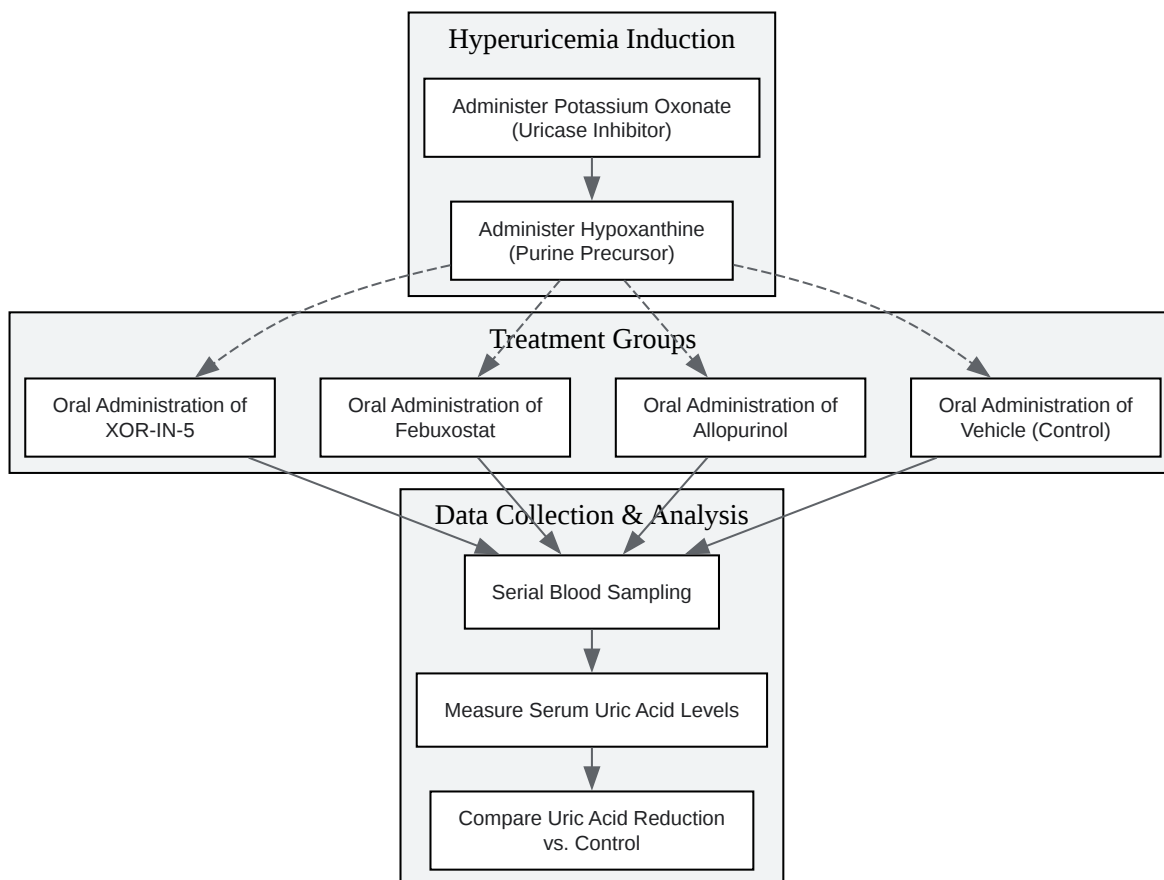 Hyperuricemia Induction
Administer Potassium Oxonate
(Uricase Inhibitor)
Administer Hypoxanthine
(Purine Precursor)
Treatment Groups
Oral Administration of
XOR-IN-5
Oral Administration of
Febuxostat
Oral Administration of
Allopurinol
Oral Administration of
Vehicle (Control)
Data Collection & Analysis
Serial Blood Sampling
Measure Serum Uric Acid Levels
Compare Uric Acid Reduction
vs. Control